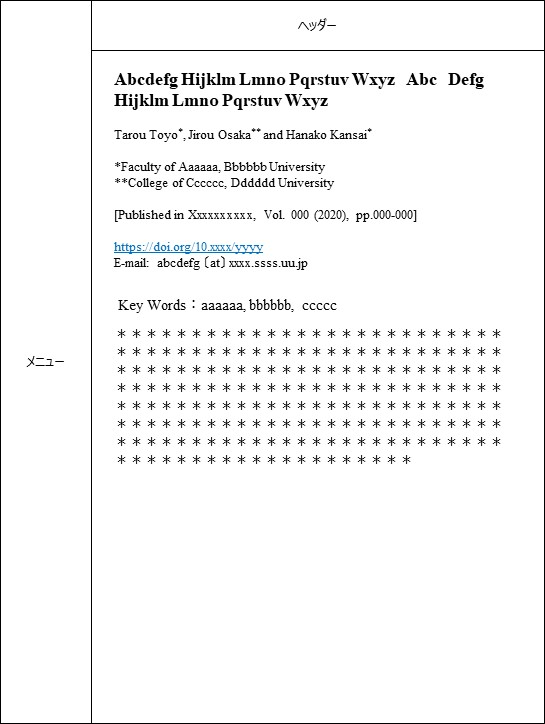 ヘッダー
メニュー
Abcdefg Hijklm Lmno Pqrstuv Wxyz Abc Defg
Hijklm Lmno Pqrstuv Wxyz
Tarou Toyo*, Jirou Osaka** and Hanako Kansai*
*Faculty of Aaaaaa, Bbbbbb University
**College of Cccccc, Dddddd University
[Published in Xxxxxxxxxx, Vol. 000 (2020), pp.000-000]
https://doi.org/10.xxxx/yyyy
E-mail: abcdefg〔at〕xxxx.ssss.uu.jp
Key Words：aaaaaa, bbbbbb, ccccc
＊＊＊＊＊＊＊＊＊＊＊＊＊＊＊＊＊＊＊＊＊＊＊＊＊＊
＊＊＊＊＊＊＊＊＊＊＊＊＊＊＊＊＊＊＊＊＊＊＊＊＊＊
＊＊＊＊＊＊＊＊＊＊＊＊＊＊＊＊＊＊＊＊＊＊＊＊＊＊
＊＊＊＊＊＊＊＊＊＊＊＊＊＊＊＊＊＊＊＊＊＊＊＊＊＊
＊＊＊＊＊＊＊＊＊＊＊＊＊＊＊＊＊＊＊＊＊＊＊＊＊＊
＊＊＊＊＊＊＊＊＊＊＊＊＊＊＊＊＊＊＊＊＊＊＊＊＊＊
＊＊＊＊＊＊＊＊＊＊＊＊＊＊＊＊＊＊＊＊＊＊＊＊＊＊
＊＊＊＊＊＊＊＊＊＊＊＊＊＊＊＊＊＊＊＊